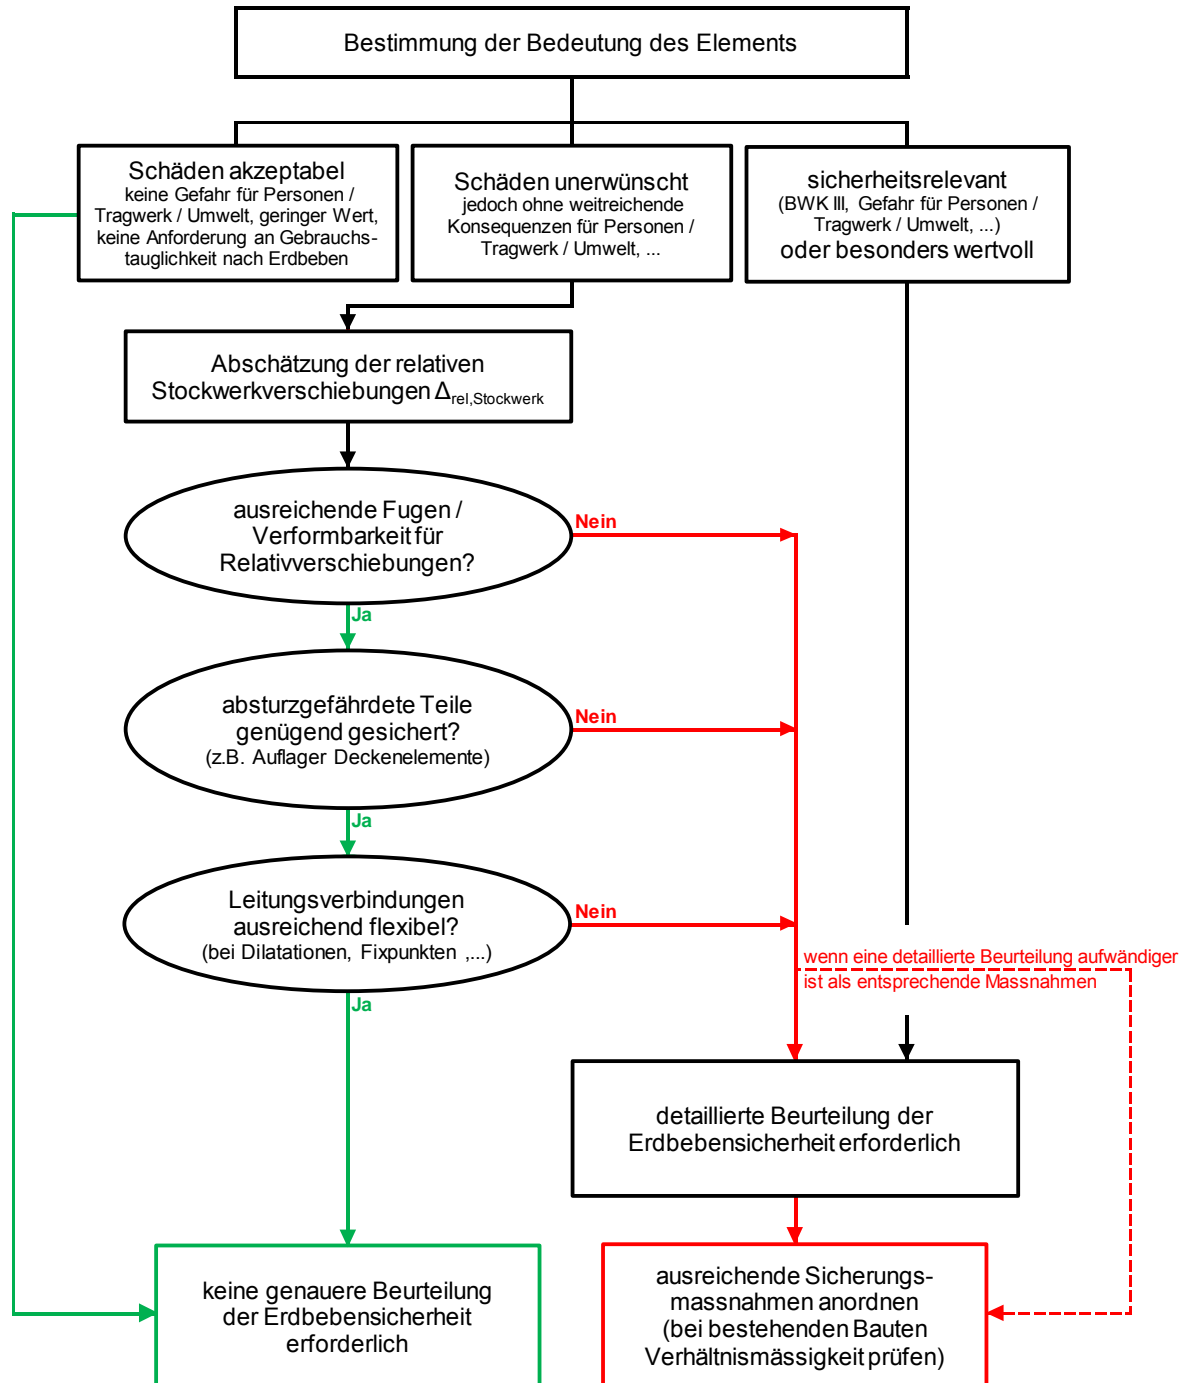 Bestimmung der Bedeutung des Elements
Schäden akzeptabel
keine Gefahr für Personen /
Tragwerk / Umwelt, geringer Wert,
keine Anforderung an Gebrauchs-
tauglichkeit nach Erdbeben
Schäden unerwünscht
jedoch ohne weitreichende
Konsequenzen für Personen /
Tragwerk / Umwelt, ...
sicherheitsrelevant
(BWK III, Gefahr für Personen /
Tragwerk / Umwelt, ...)
oder besonders wertvoll
Abschätzung der relativen
Stockwerkverschiebungen Δrel,Stockwerk
ausreichende Fugen /
Verformbarkeit für
Relativverschiebungen?
Nein
Ja
absturzgefährdete Teile
genügend gesichert?
(z.B. Auflager Deckenelemente)
Nein
Ja
Leitungsverbindungen
ausreichend flexibel?
(bei Dilatationen, Fixpunkten ,...)
Nein
Ja
wenn eine detaillierte Beurteilung aufwändiger
ist als entsprechende Massnahmen
detaillierte Beurteilung der
Erdbebensicherheit erforderlich
keine genauere Beurteilung
der Erdbebensicherheit
erforderlich
ausreichende Sicherungs-
massnahmen anordnen
(bei bestehenden Bauten
Verhältnismässigkeit prüfen)